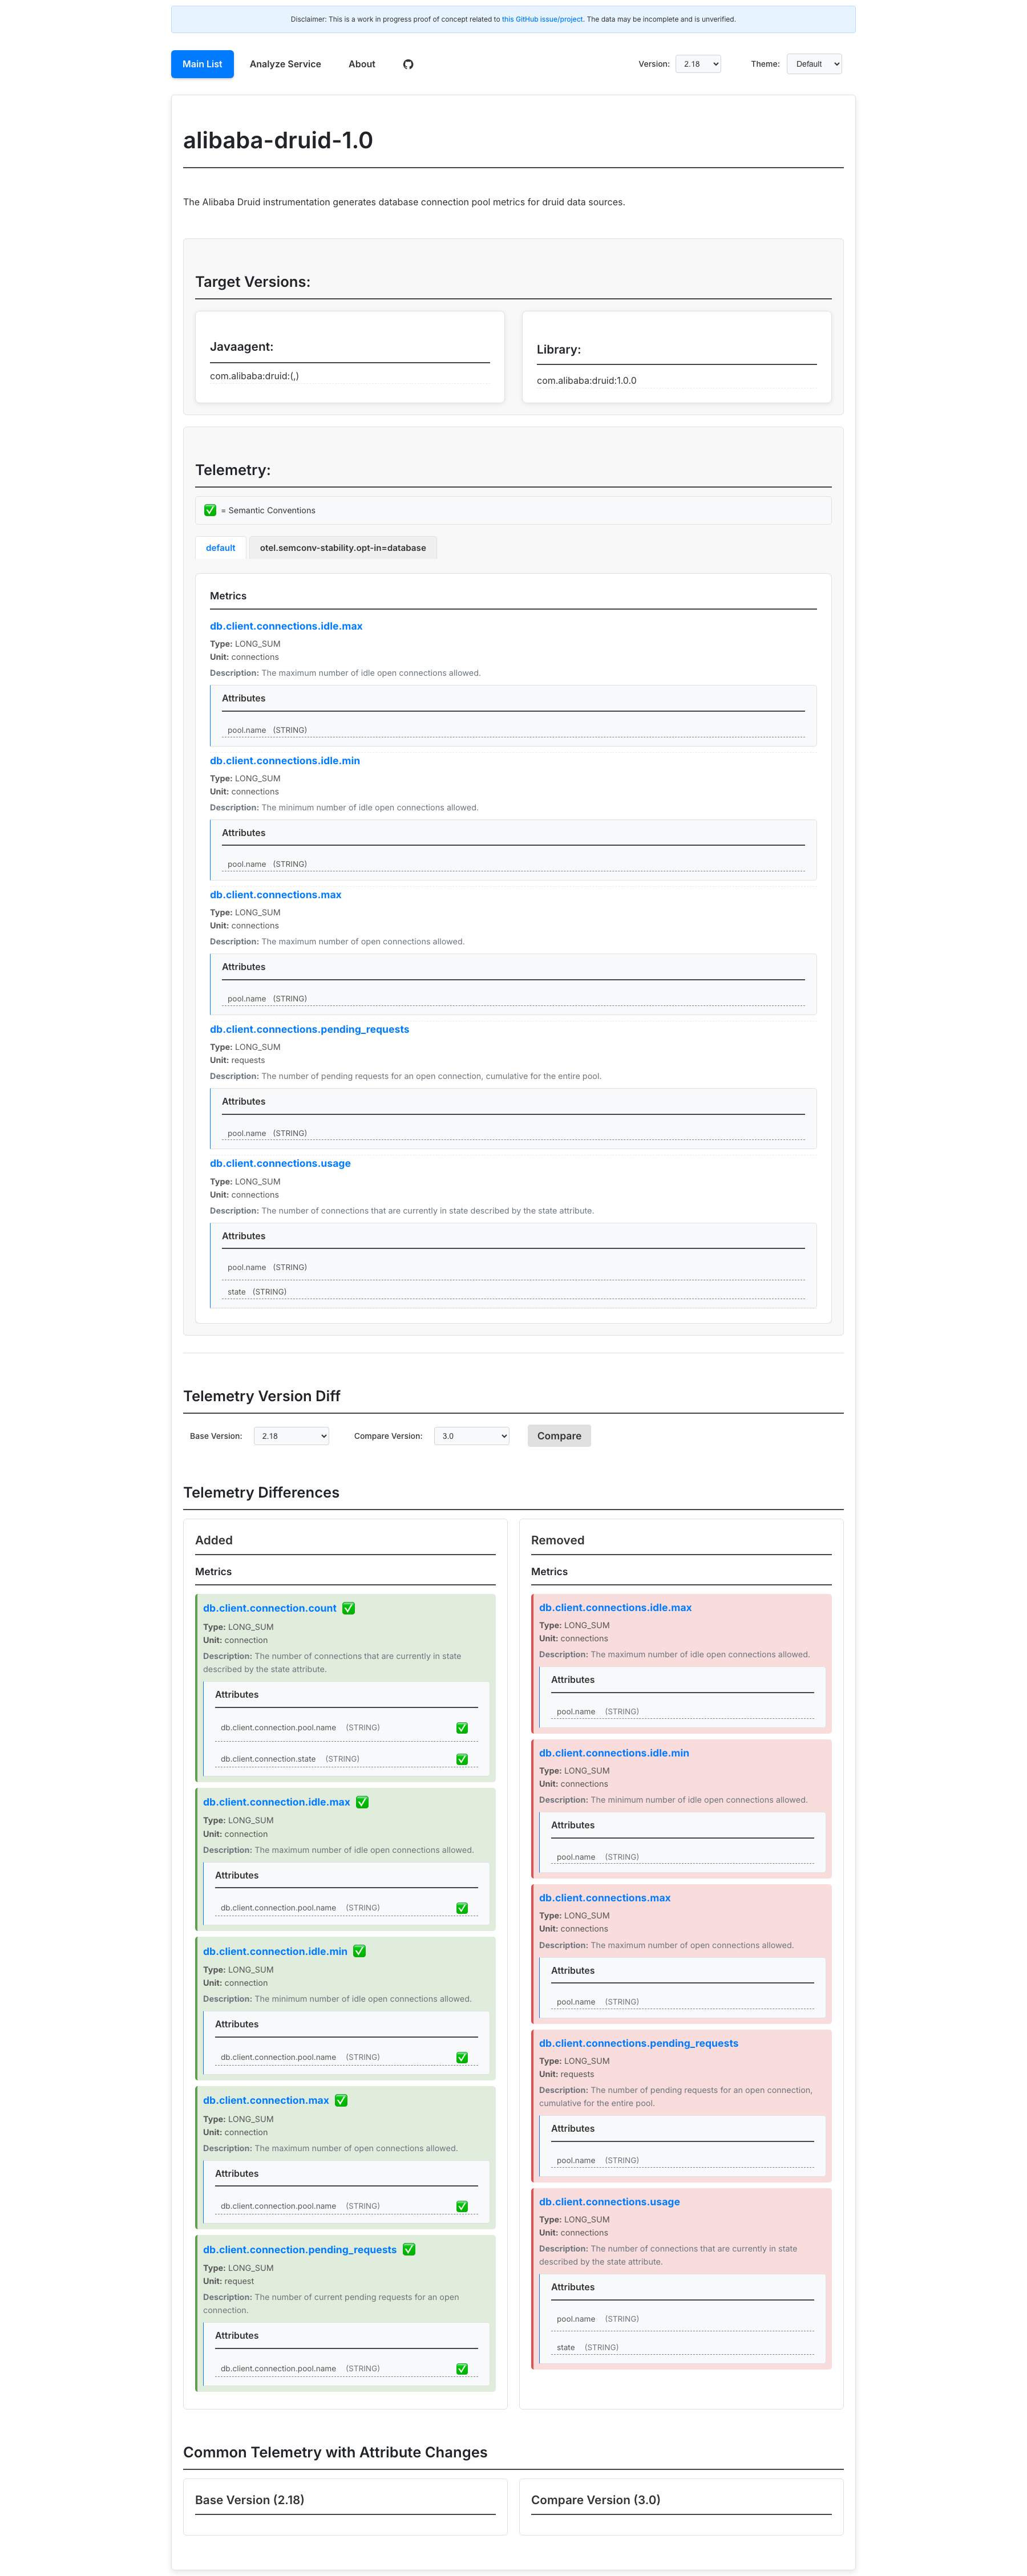 Disclaimer: This is a work in progress proof of concept related to this GitHub issue/project. The data may be incomplete and is unverified.
Main List
Analyze Service
About
Version:
2.18
Theme:
Default
alibaba-druid-1.0
The Alibaba Druid instrumentation generates database connection pool metrics for druid data sources.
Target Versions:
Javaagent:
com.alibaba:druid:(,)
Library:
com.alibaba:druid:1.0.0
Telemetry:
✅ = Semantic Conventions
default
otel.semconv-stability.opt-in=database
Metrics
db.client.connections.idle.max
Type: LONG_SUM
Unit: connections
Description: The maximum number of idle open connections allowed.
Attributes
pool.name (STRING)
db.client.connections.idle.min
Type: LONG_SUM
Unit: connections
Description: The minimum number of idle open connections allowed.
Attributes
pool.name (STRING)
db.client.connections.max
Type: LONG_SUM
Unit: connections
Description: The maximum number of open connections allowed.
Attributes
pool.name (STRING)
db.client.connections.pending_requests
Type: LONG_SUM
Unit: requests
Description: The number of pending requests for an open connection, cumulative for the entire pool.
Attributes
pool.name (STRING)
db.client.connections.usage
Type: LONG_SUM
Unit: connections
Description: The number of connections that are currently in state described by the state attribute.
Attributes
pool.name (STRING)
state (STRING)
Telemetry Version Diff
Base Version:
2.18
Compare Version:
3.0
Compare
Telemetry Differences
Added
Metrics
db.client.connection.count ✅
Type: LONG_SUM
Unit: connection
Description: The number of connections that are currently in state
described by the state attribute.
Attributes
db.client.connection.pool.name (STRING) ✅
db.client.connection.state (STRING) ✅
db.client.connection.idle.max ✅
Type: LONG_SUM
Unit: connection
Description: The maximum number of idle open connections allowed.
Attributes
db.client.connection.pool.name (STRING) ✅
db.client.connection.idle.min ✅
Type: LONG_SUM
Unit: connection
Description: The minimum number of idle open connections allowed.
Attributes
db.client.connection.pool.name (STRING) ✅
db.client.connection.max ✅
Type: LONG_SUM
Unit: connection
Description: The maximum number of open connections allowed.
Attributes
db.client.connection.pool.name (STRING) ✅
db.client.connection.pending_requests ✅
Type: LONG_SUM
Unit: request
Description: The number of current pending requests for an open
connection.
Attributes
db.client.connection.pool.name (STRING) ✅
Removed
Metrics
db.client.connections.idle.max
Type: LONG_SUM
Unit: connections
Description: The maximum number of idle open connections allowed.
Attributes
pool.name (STRING)
db.client.connections.idle.min
Type: LONG_SUM
Unit: connections
Description: The minimum number of idle open connections allowed.
Attributes
pool.name (STRING)
db.client.connections.max
Type: LONG_SUM
Unit: connections
Description: The maximum number of open connections allowed.
Attributes
pool.name (STRING)
db.client.connections.pending_requests
Type: LONG_SUM
Unit: requests
Description: The number of pending requests for an open connection,
cumulative for the entire pool.
Attributes
pool.name (STRING)
db.client.connections.usage
Type: LONG_SUM
Unit: connections
Description: The number of connections that are currently in state
described by the state attribute.
Attributes
pool.name (STRING)
state (STRING)
Common Telemetry with Attribute Changes
Base Version (2.18)
Compare Version (3.0)